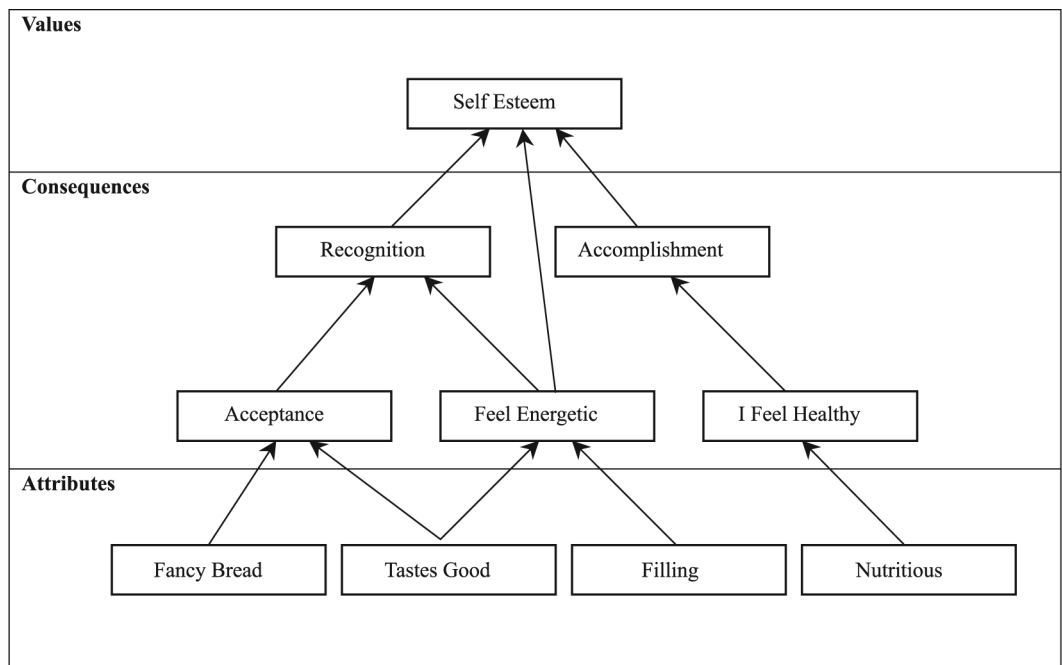 Values
Self Esteem
Consequences
Recognition
Accomplishment
Acceptance
Feel Energetic
I Feel Healthy
Attributes
Fancy Bread
Tastes Good
Filling
Nutritious